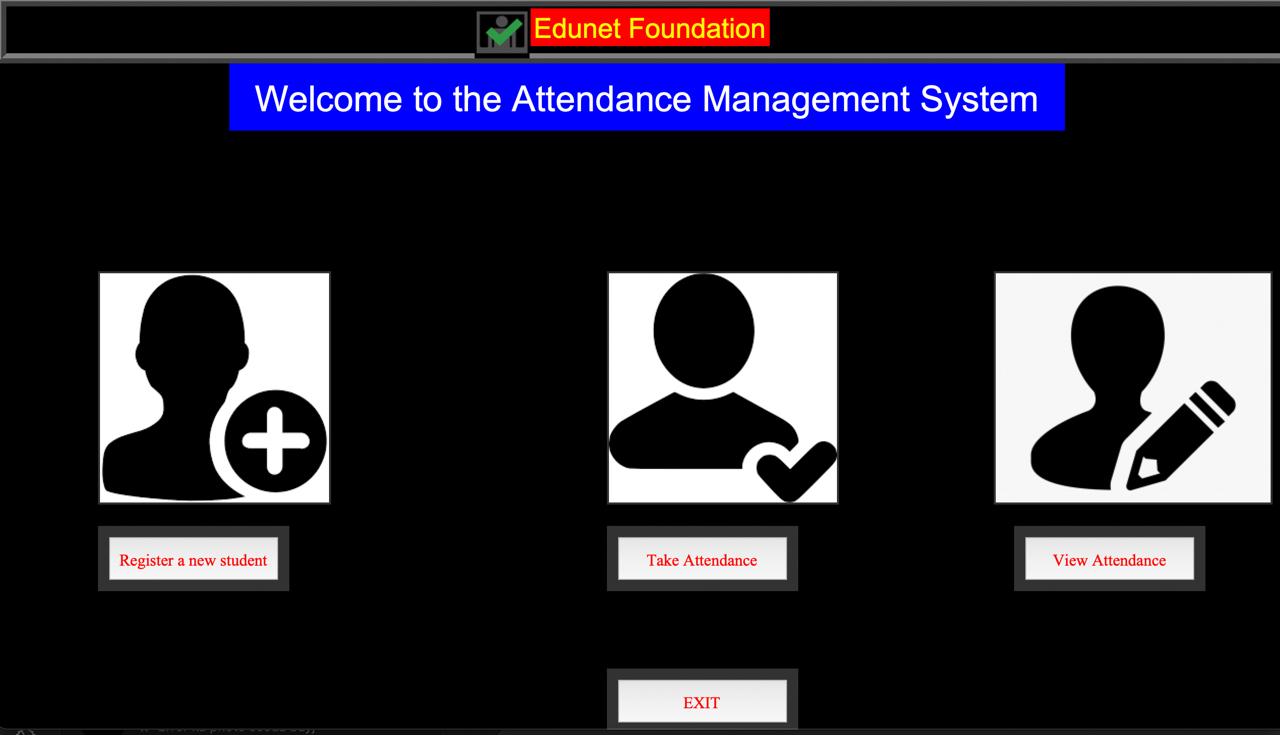 Edunet Foundation
Welcome to the Attendance Management System
Register a new student
Take Attendance
View Attendance
EXIT